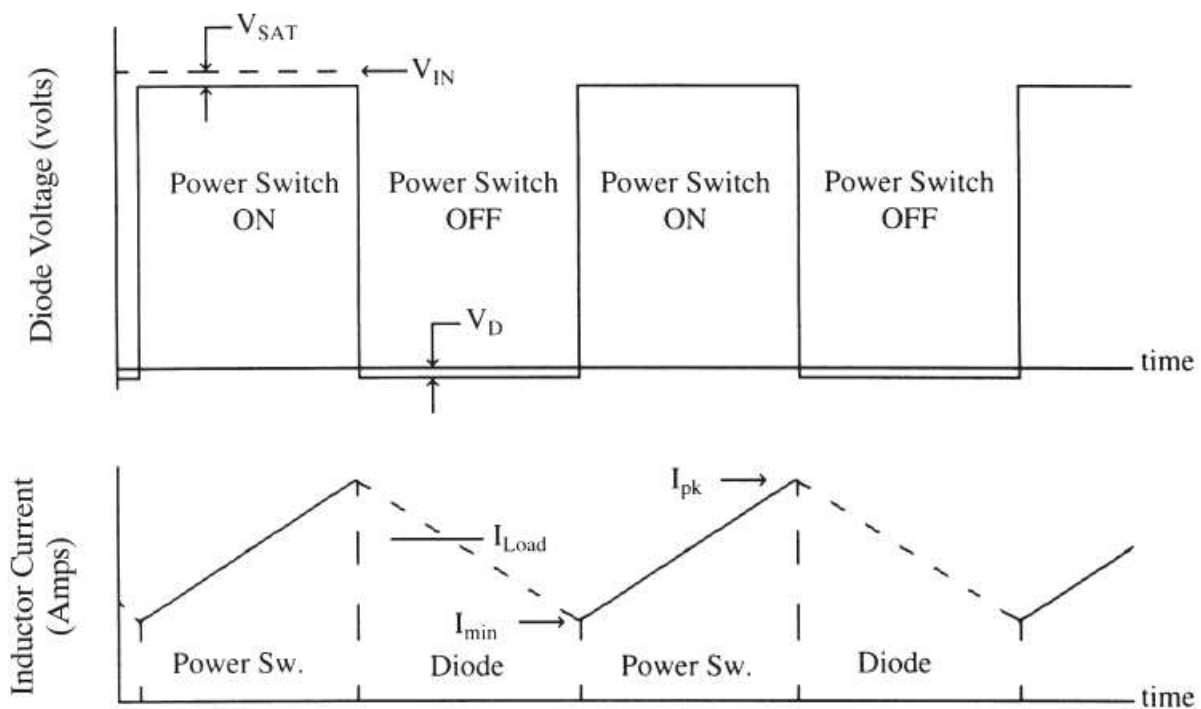 V_SAT
V_IN
Diode Voltage (volts)
Power Switch
ON
Power Switch
OFF
Power Switch
ON
Power Switch
OFF
V_D
time
Inductor Current
(Amps)
I_pk
I_Load
I_min
Power Sw.
Diode
Power Sw.
Diode
time